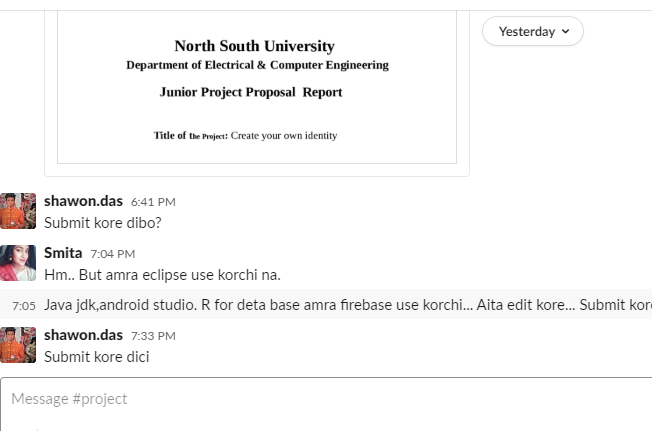 Yesterday
North South University
Department of Electrical & Computer Engineering
Junior Project Proposal Report
Title of the Project: Create your own identity
shawon.das 6:41 PM
Submit kore dibo?
Smita 7:04 PM
Hm.. But amra eclipse use korchi na.
7:05 Java jdk,android studio. R for deta base amra firebase use korchi... Aita edit kore... Submit kor
shawon.das 7:33 PM
Submit kore dici
Message #project